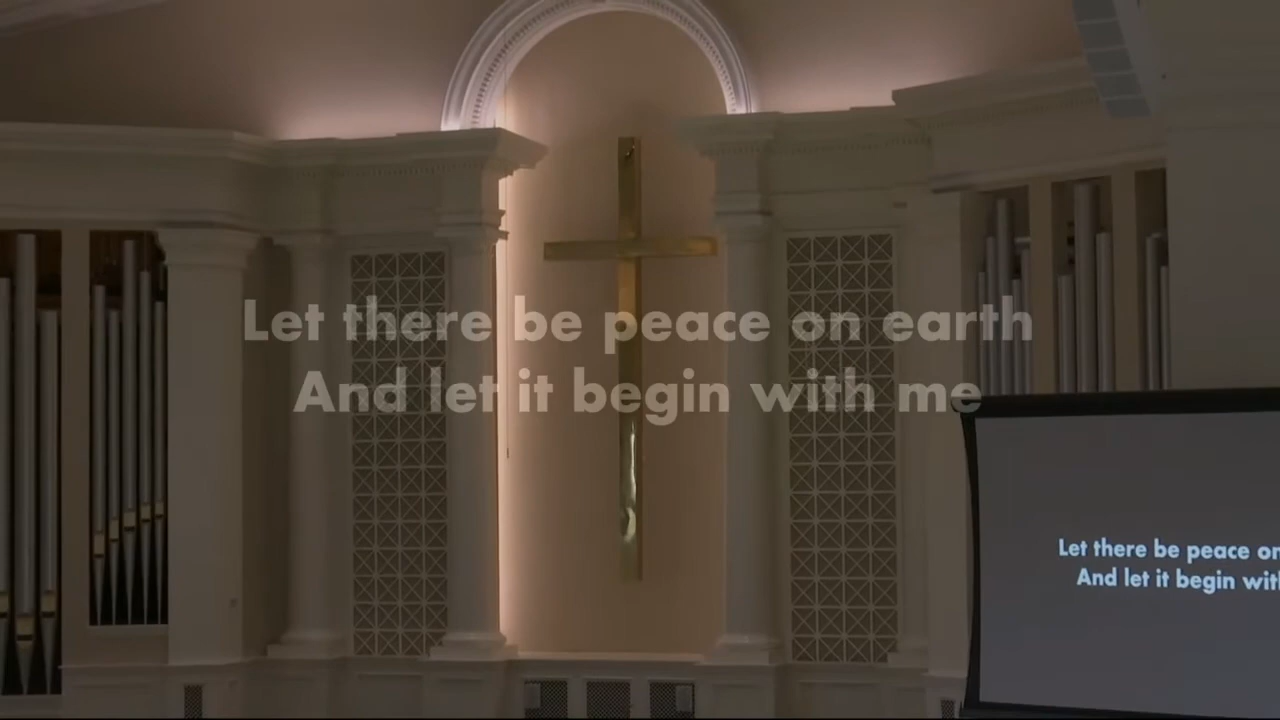 Let there be peace on earth
And let it begin with me
Let there be peace on
And let it begin with